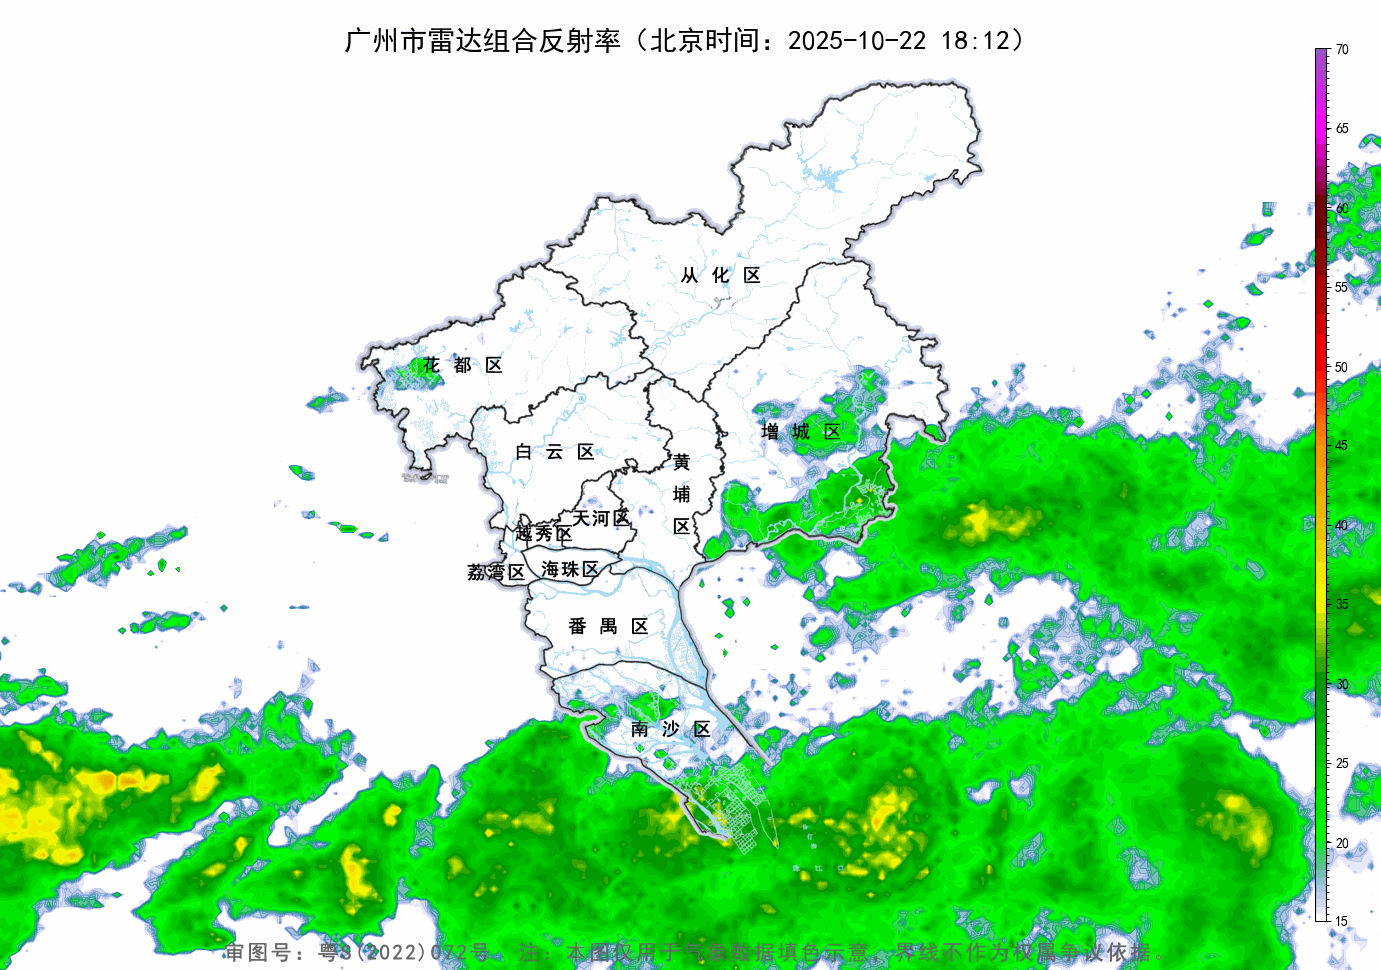 广州市雷达组合反射率（北京时间：2025-10-22 18:12）
70
65
60
55
50
45
40
35
30
25
20
15
从化区
花都区
增城区
白云区
黄埔区
天河区
越秀区
海珠区
荔湾区
番禺区
南沙区
审图号：粤S(2022)072号  注：本图仅用于气象数据填色示意，界线不作为权属争议依据。